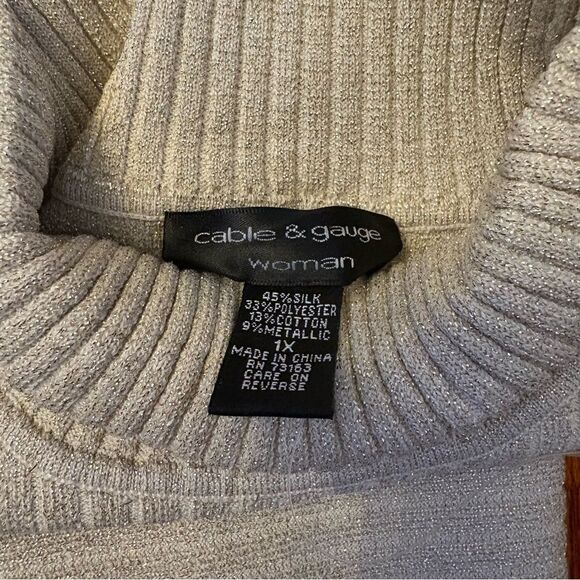 cable & gauge
woman
45%SILK
33%POLYESTER
13%COTTON
9%METALLIC
1X
MADE IN CHINA
RN 73163
CARE ON
REVERSE